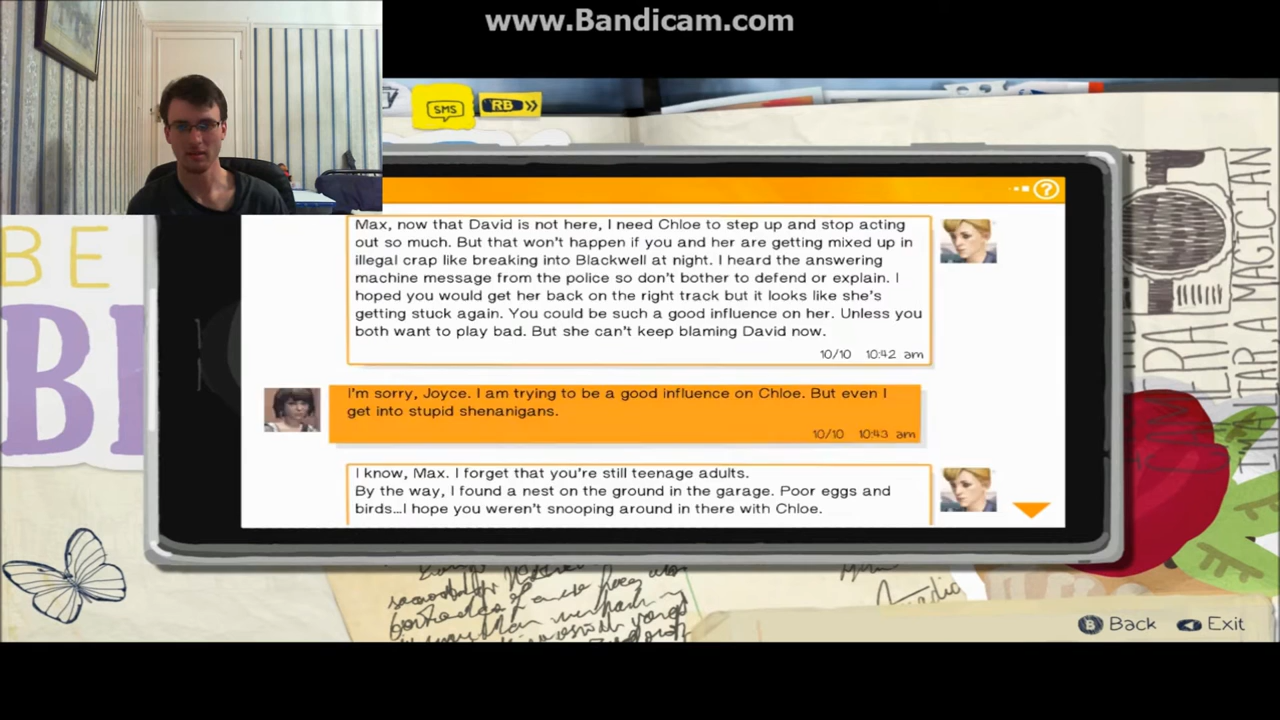 www.Bandicam.com
SMS
RB
Max, now that David is not here, I need Chloe to step up and stop acting
out so much. But that won't happen if you and her are getting mixed up in
illegal crap like breaking into Blackwell at night. I heard the answering
machine message from the police so don't bother to defend or explain. I
hoped you would get her back on the right track but it looks like she's
getting stuck again. You could be such a good influence on her. Unless you
both want to play bad. But she can't keep blaming David now.
10/10 10:42 am
I'm sorry, Joyce. I am trying to be a good influence on Chloe. But even I
get into stupid shenanigans.
10/10 10:43 am
I know, Max. I forget that you're still teenage adults.
By the way, I found a nest on the ground in the garage. Poor eggs and
birds...I hope you weren't snooping around in there with Chloe.
BE
B Back Exit